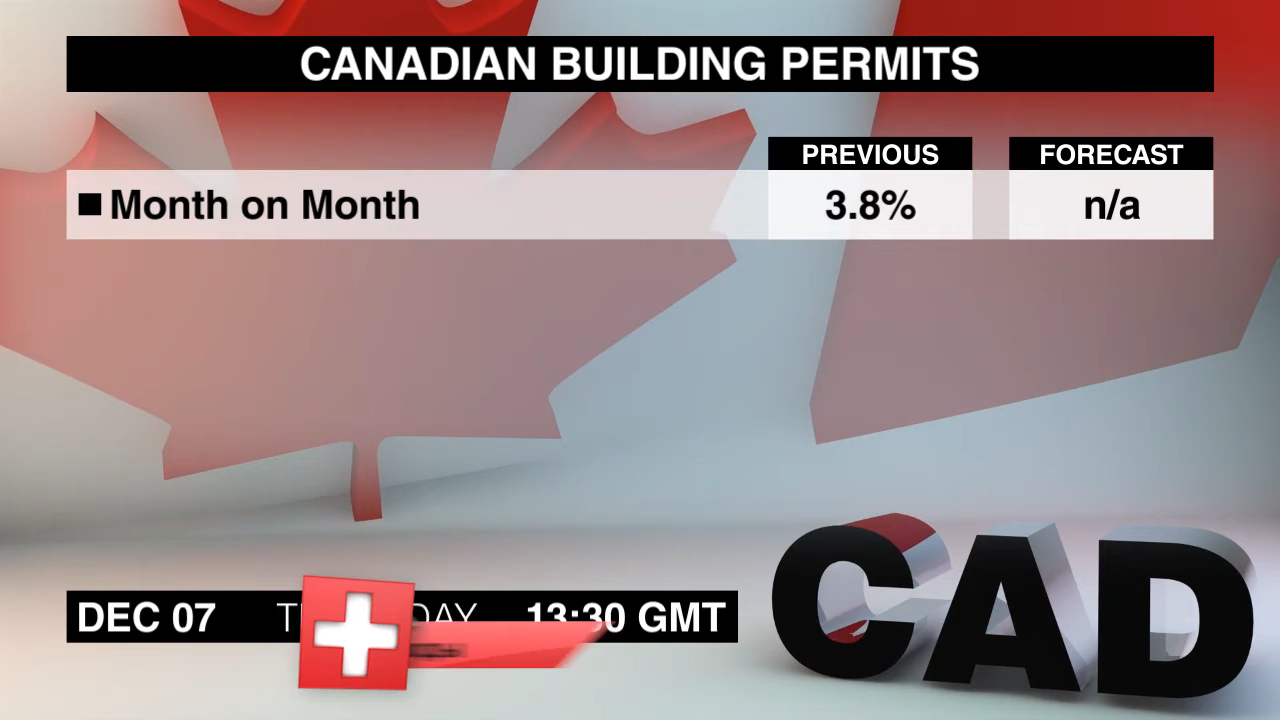 CANADIAN BUILDING PERMITS
PREVIOUS FORECAST
Month on Month 3.8% n/a
DEC 07 13:30 GMT
CAD